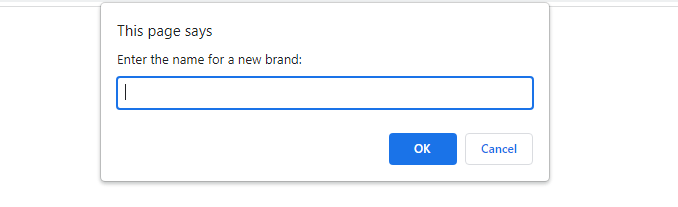 This page says
Enter the name for a new brand:
OK
Cancel